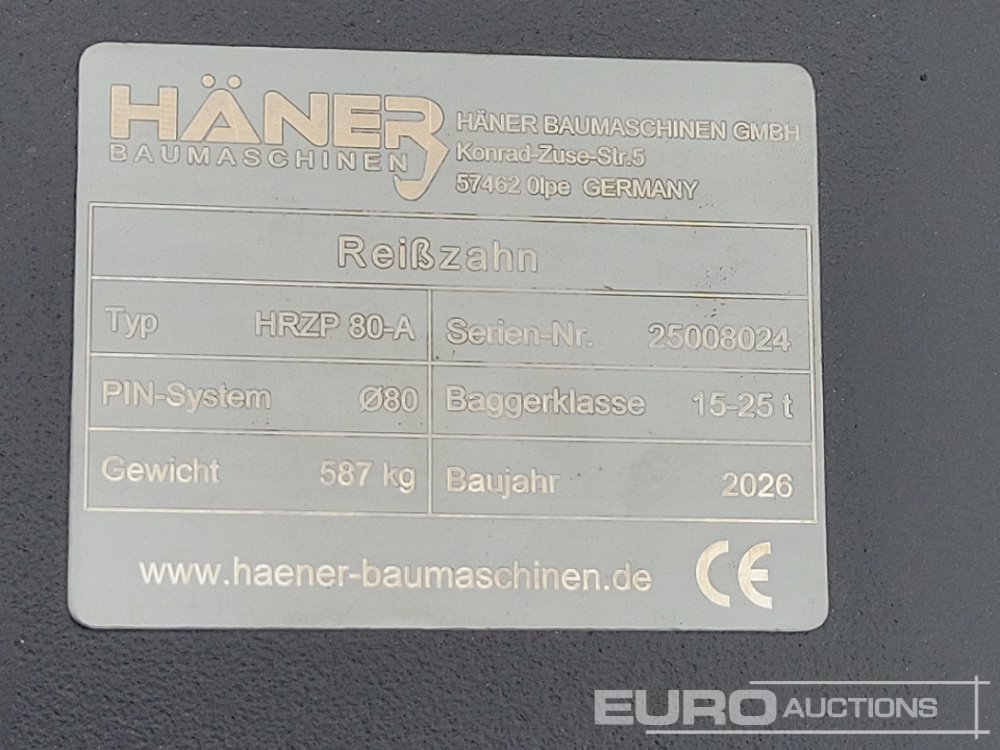 HÄNER
BAUMASCHINEN
HÄNER BAUMASCHINEN GMBH
Konrad-Zuse-Str.5
57462 Olpe GERMANY
Reißzahn
Typ HRZP 80-A Serien-Nr. 25008024
PIN-System Ø80 Baggerklasse 15-25 t
Gewicht 587 kg Baujahr 2026
www.haener-baumaschinen.de CE
EURO AUCTIONS